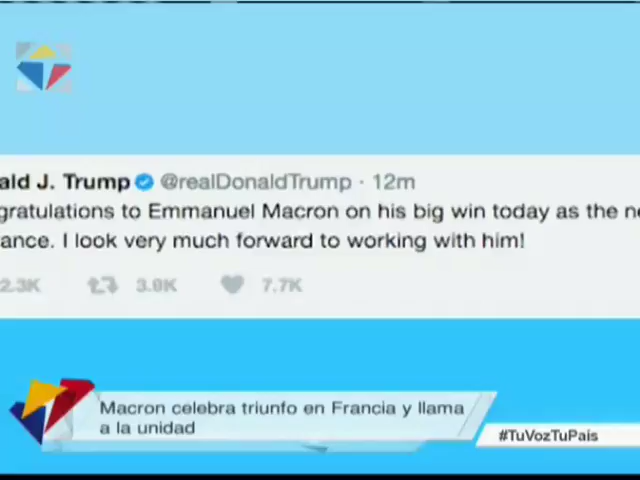 ald J. Trump @realDonaldTrump · 12m
gratulations to Emmanuel Macron on his big win today as the ne
ance. I look very much forward to working with him!
2.3K 3.9K 7.7K
Macron celebra triunfo en Francia y llama
a la unidad
#TuVozTuPaís